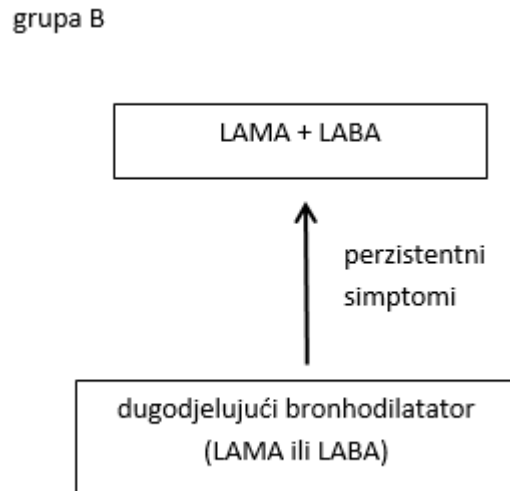 grupa B
LAMA + LABA
perzistentni
simptomi
dugodjelujući bronhodilatator
(LAMA ili LABA)